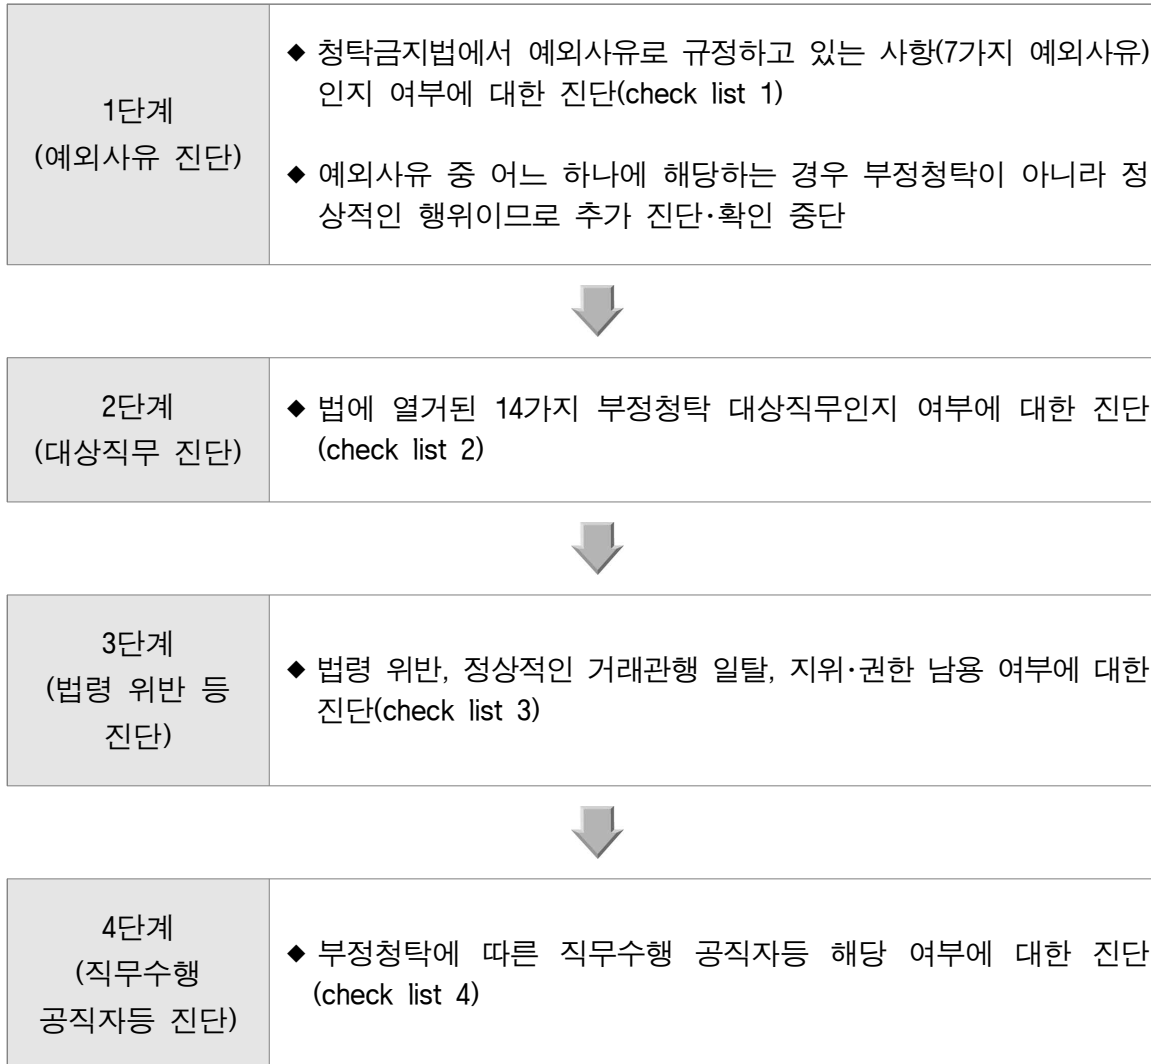 1단계
(예외사유 진단)
◆ 청탁금지법에서 예외사유로 규정하고 있는 사항(7가지 예외사유)
인지 여부에 대한 진단(check list 1)
◆ 예외사유 중 어느 하나에 해당하는 경우 부정청탁이 아니라 정
상적인 행위이므로 추가 진단·확인 중단
2단계
(대상직무 진단)
◆ 법에 열거된 14가지 부정청탁 대상직무인지 여부에 대한 진단
(check list 2)
3단계
(법령 위반 등
진단)
◆ 법령 위반, 정상적인 거래관행 일탈, 지위·권한 남용 여부에 대한
진단(check list 3)
4단계
(직무수행
공직자등 진단)
◆ 부정청탁에 따른 직무수행 공직자등 해당 여부에 대한 진단
(check list 4)